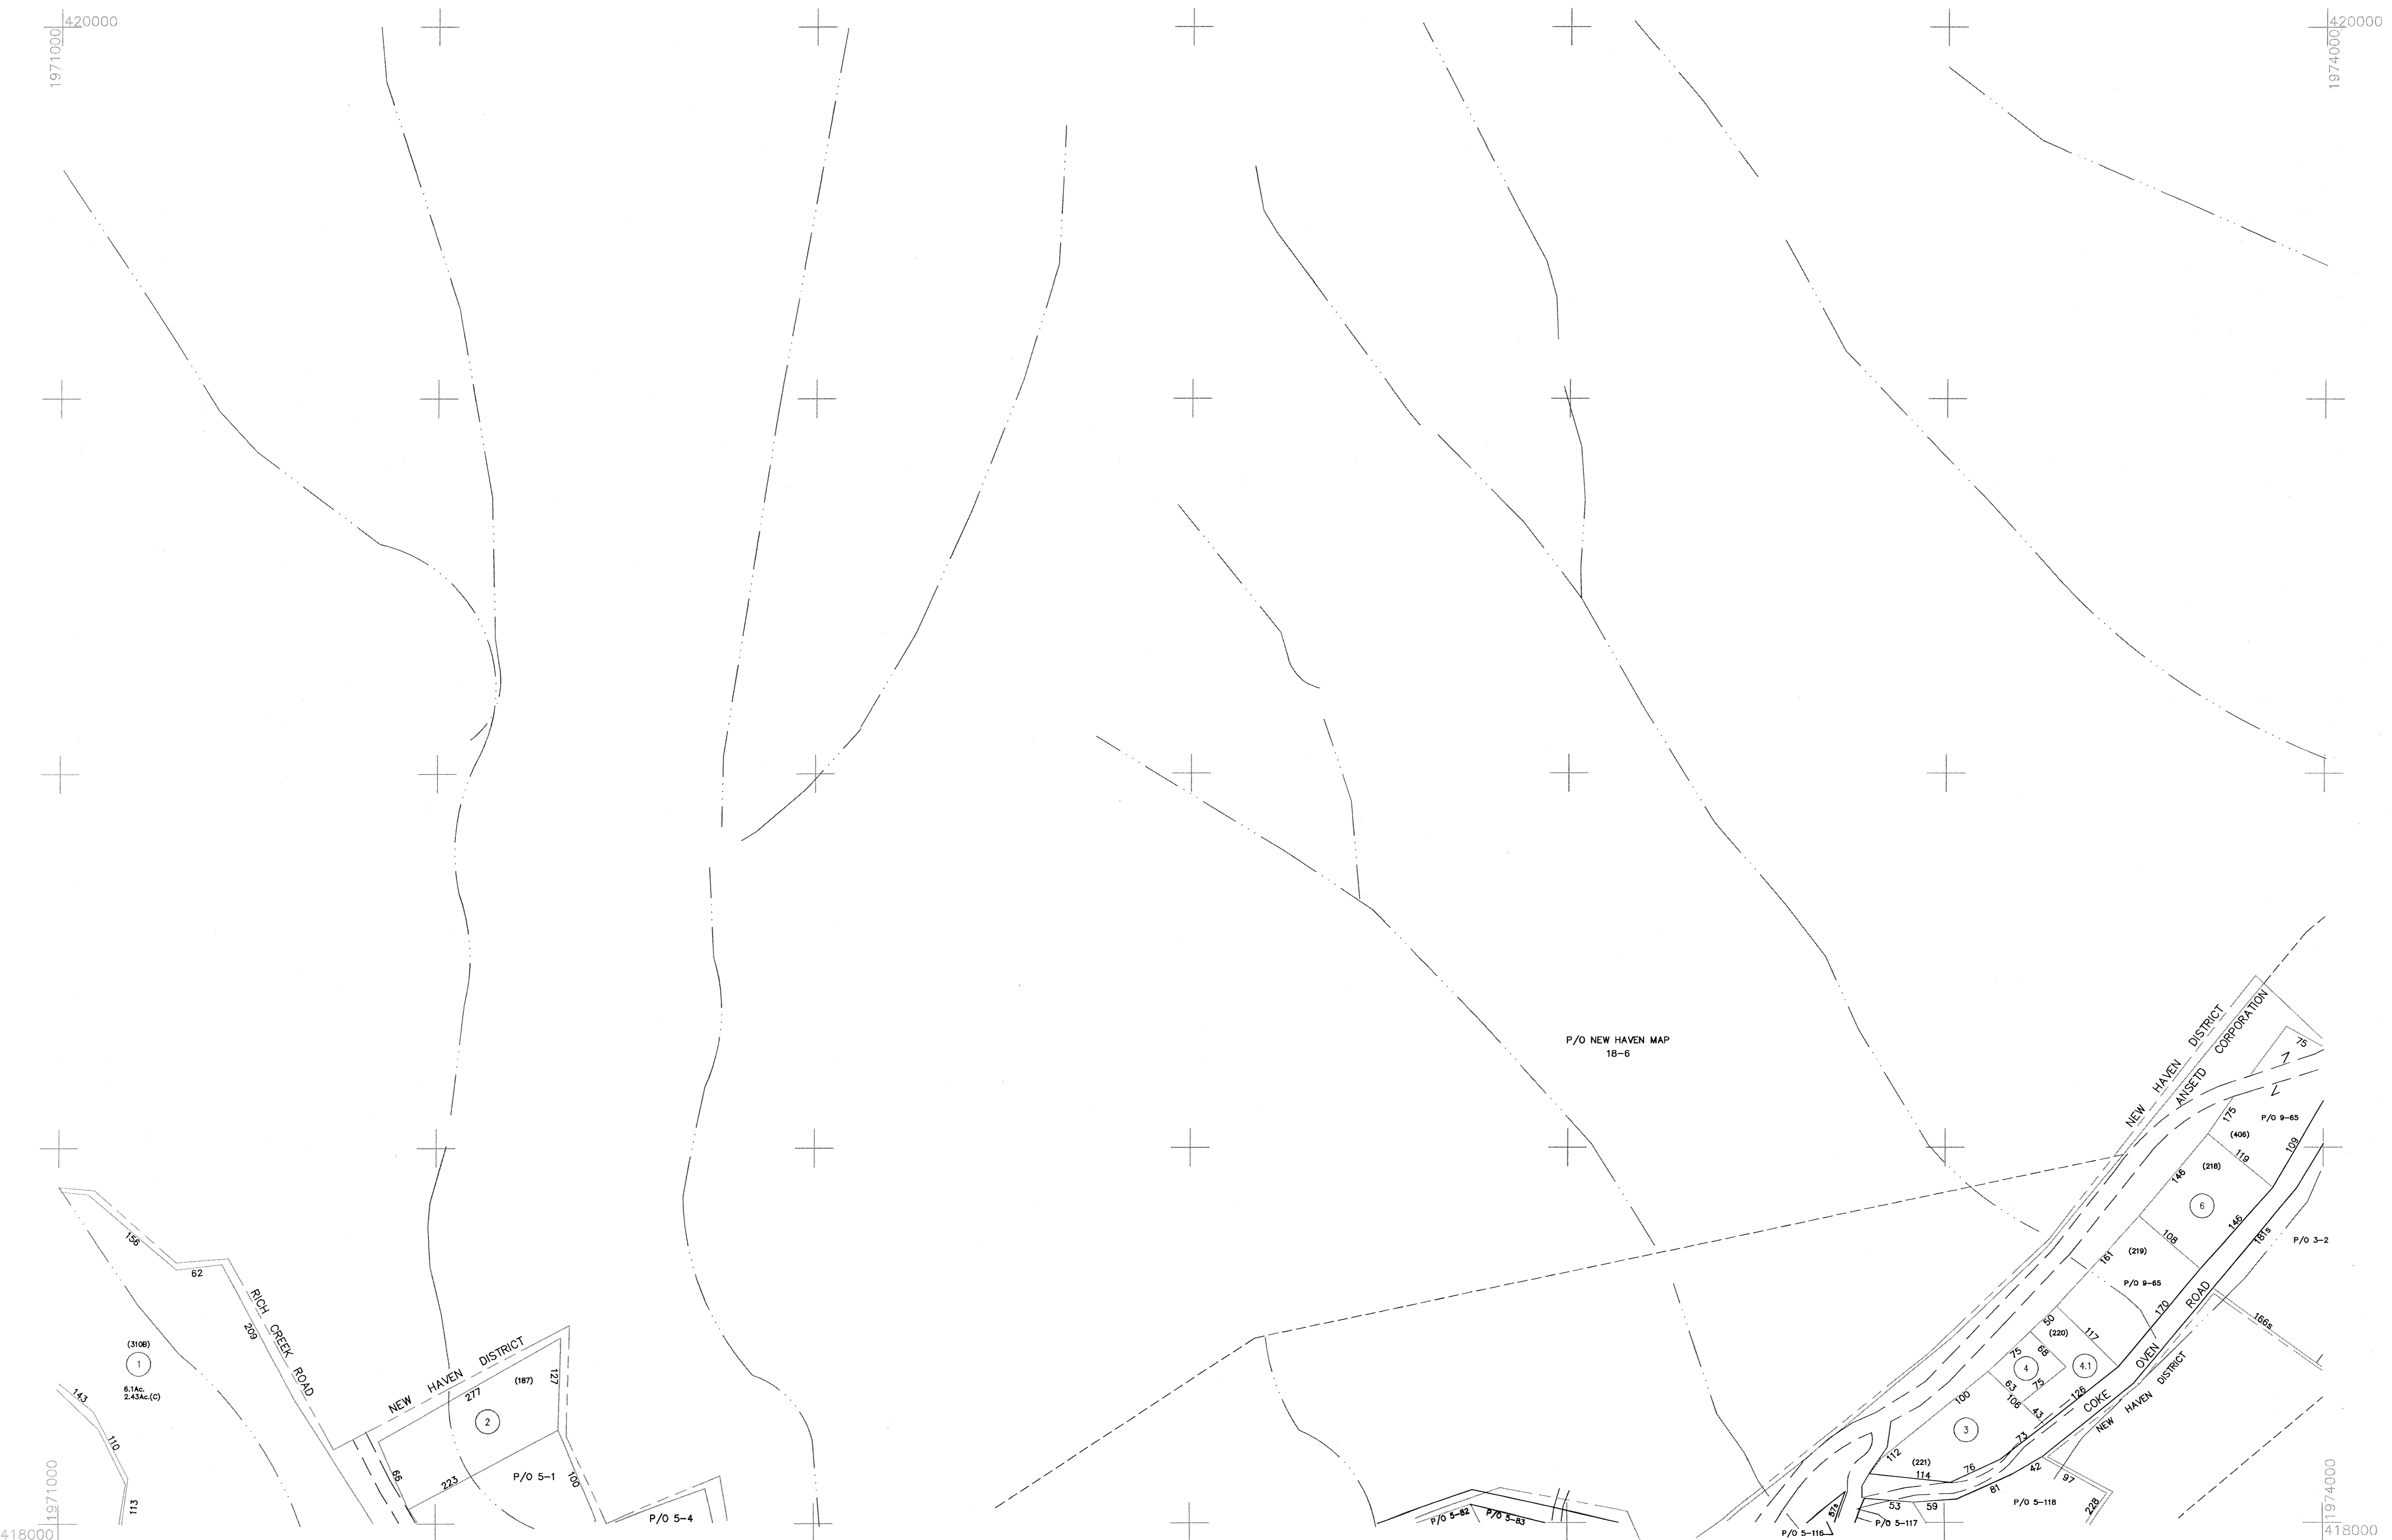 420000
1971000
420000
1974000
P/O NEW HAVEN MAP
18-6
NEW HAVEN DISTRICT
ANSETD CORPORATION
75
Z
Z
175
P/O 9-65
(406)
109
119
(218)
146
6
146
181s
108
P/O 3-2
(219)
161
P/O 9-65
170
COKE OVEN ROAD
166s
50
(220)
117
75
68
4
4.1
63
75
126
NEW HAVEN DISTRICT
100
106
43
3
73
112
(221)
114
76
42
97
81
57s
53
59
P/O 5-118
228
P/O 5-117
P/O 5-116
156
62
RICH CREEK ROAD
209
(310B)
1
6.1Ac.
2.43Ac.(C)
143
110
113
NEW HAVEN DISTRICT
277
(187)
127
2
66
223
P/O 5-1
100
P/O 5-4
P/O 5-82
P/O 5-83
1971000
418000
1974000
418000